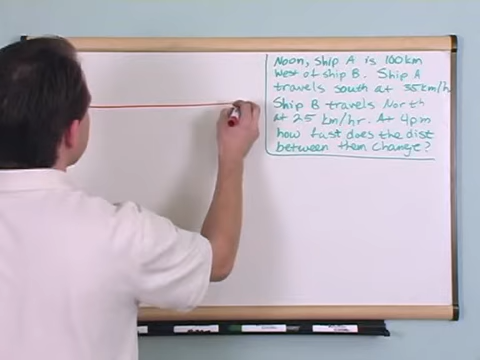 Noon, Ship A is 100km
West of ship B. Ship A
travels south at 35km/h
Ship B travels North
At 25 km/hr. At 4pm
how fast does the dist
between them change?